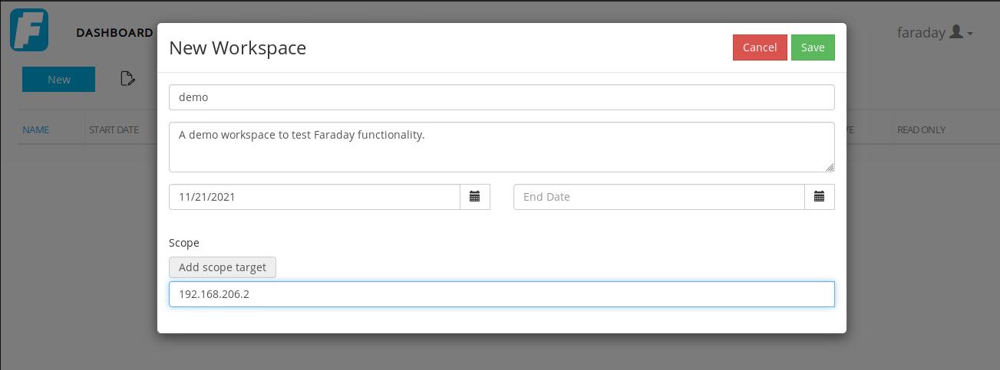 DASHBOARD
faraday
New Workspace
Cancel
Save
New
demo
NAME
START DATE
READ ONLY
A demo workspace to test Faraday functionality.
11/21/2021
End Date
Scope
Add scope target
192.168.206.2